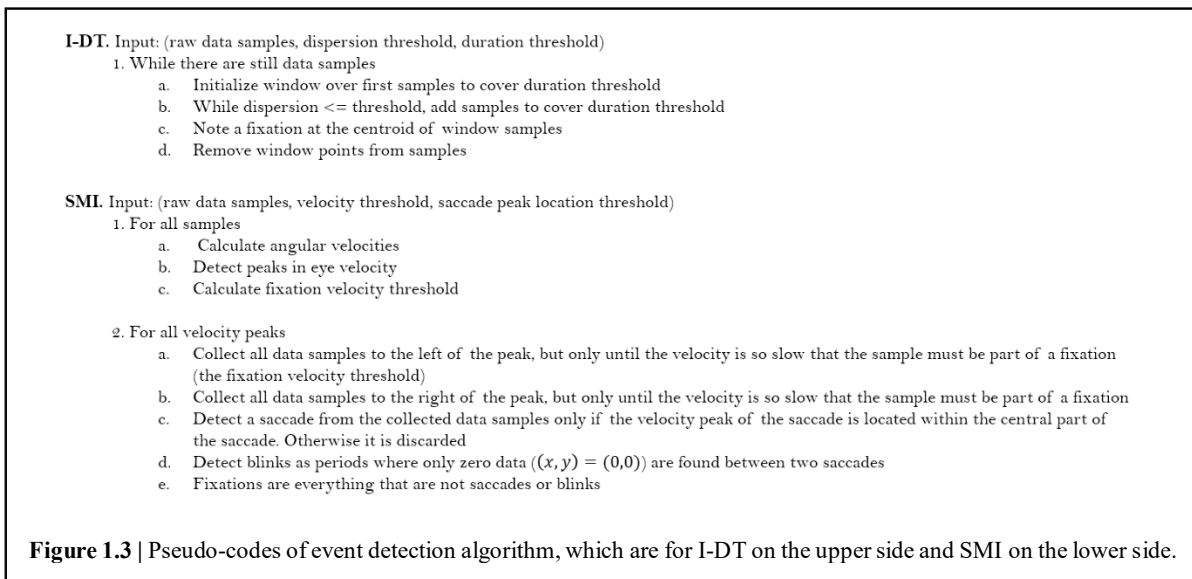 I-DT. Input: (raw data samples, dispersion threshold, duration threshold)
1. While there are still data samples
a. Initialize window over first samples to cover duration threshold
b. While dispersion <= threshold, add samples to cover duration threshold
c. Note a fixation at the centroid of window samples
d. Remove window points from samples
SMI. Input: (raw data samples, velocity threshold, saccade peak location threshold)
1. For all samples
a. Calculate angular velocities
b. Detect peaks in eye velocity
c. Calculate fixation velocity threshold
2. For all velocity peaks
a. Collect all data samples to the left of the peak, but only until the velocity is so slow that the sample must be part of a fixation
(the fixation velocity threshold)
b. Collect all data samples to the right of the peak, but only until the velocity is so slow that the sample must be part of a fixation
c. Detect a saccade from the collected data samples only if the velocity peak of the saccade is located within the central part of
the saccade. Otherwise it is discarded
d. Detect blinks as periods where only zero data ((x, y) = (0,0)) are found between two saccades
e. Fixations are everything that are not saccades or blinks
Figure 1.3 | Pseudo-codes of event detection algorithm, which are for I-DT on the upper side and SMI on the lower side.